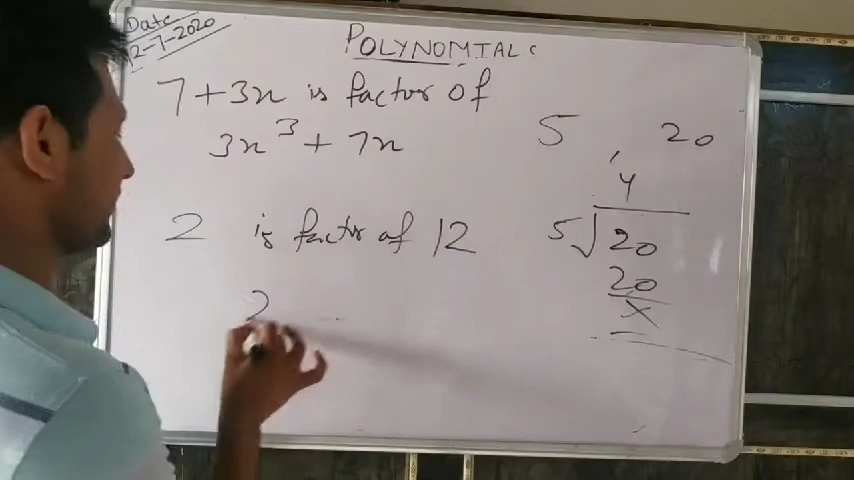 Date
12-7-2020
POLYNOMIAL:
7+3x is factor of
3x³ + 7x
2 is factor of 12
2
5 20
4
5√20
20
x